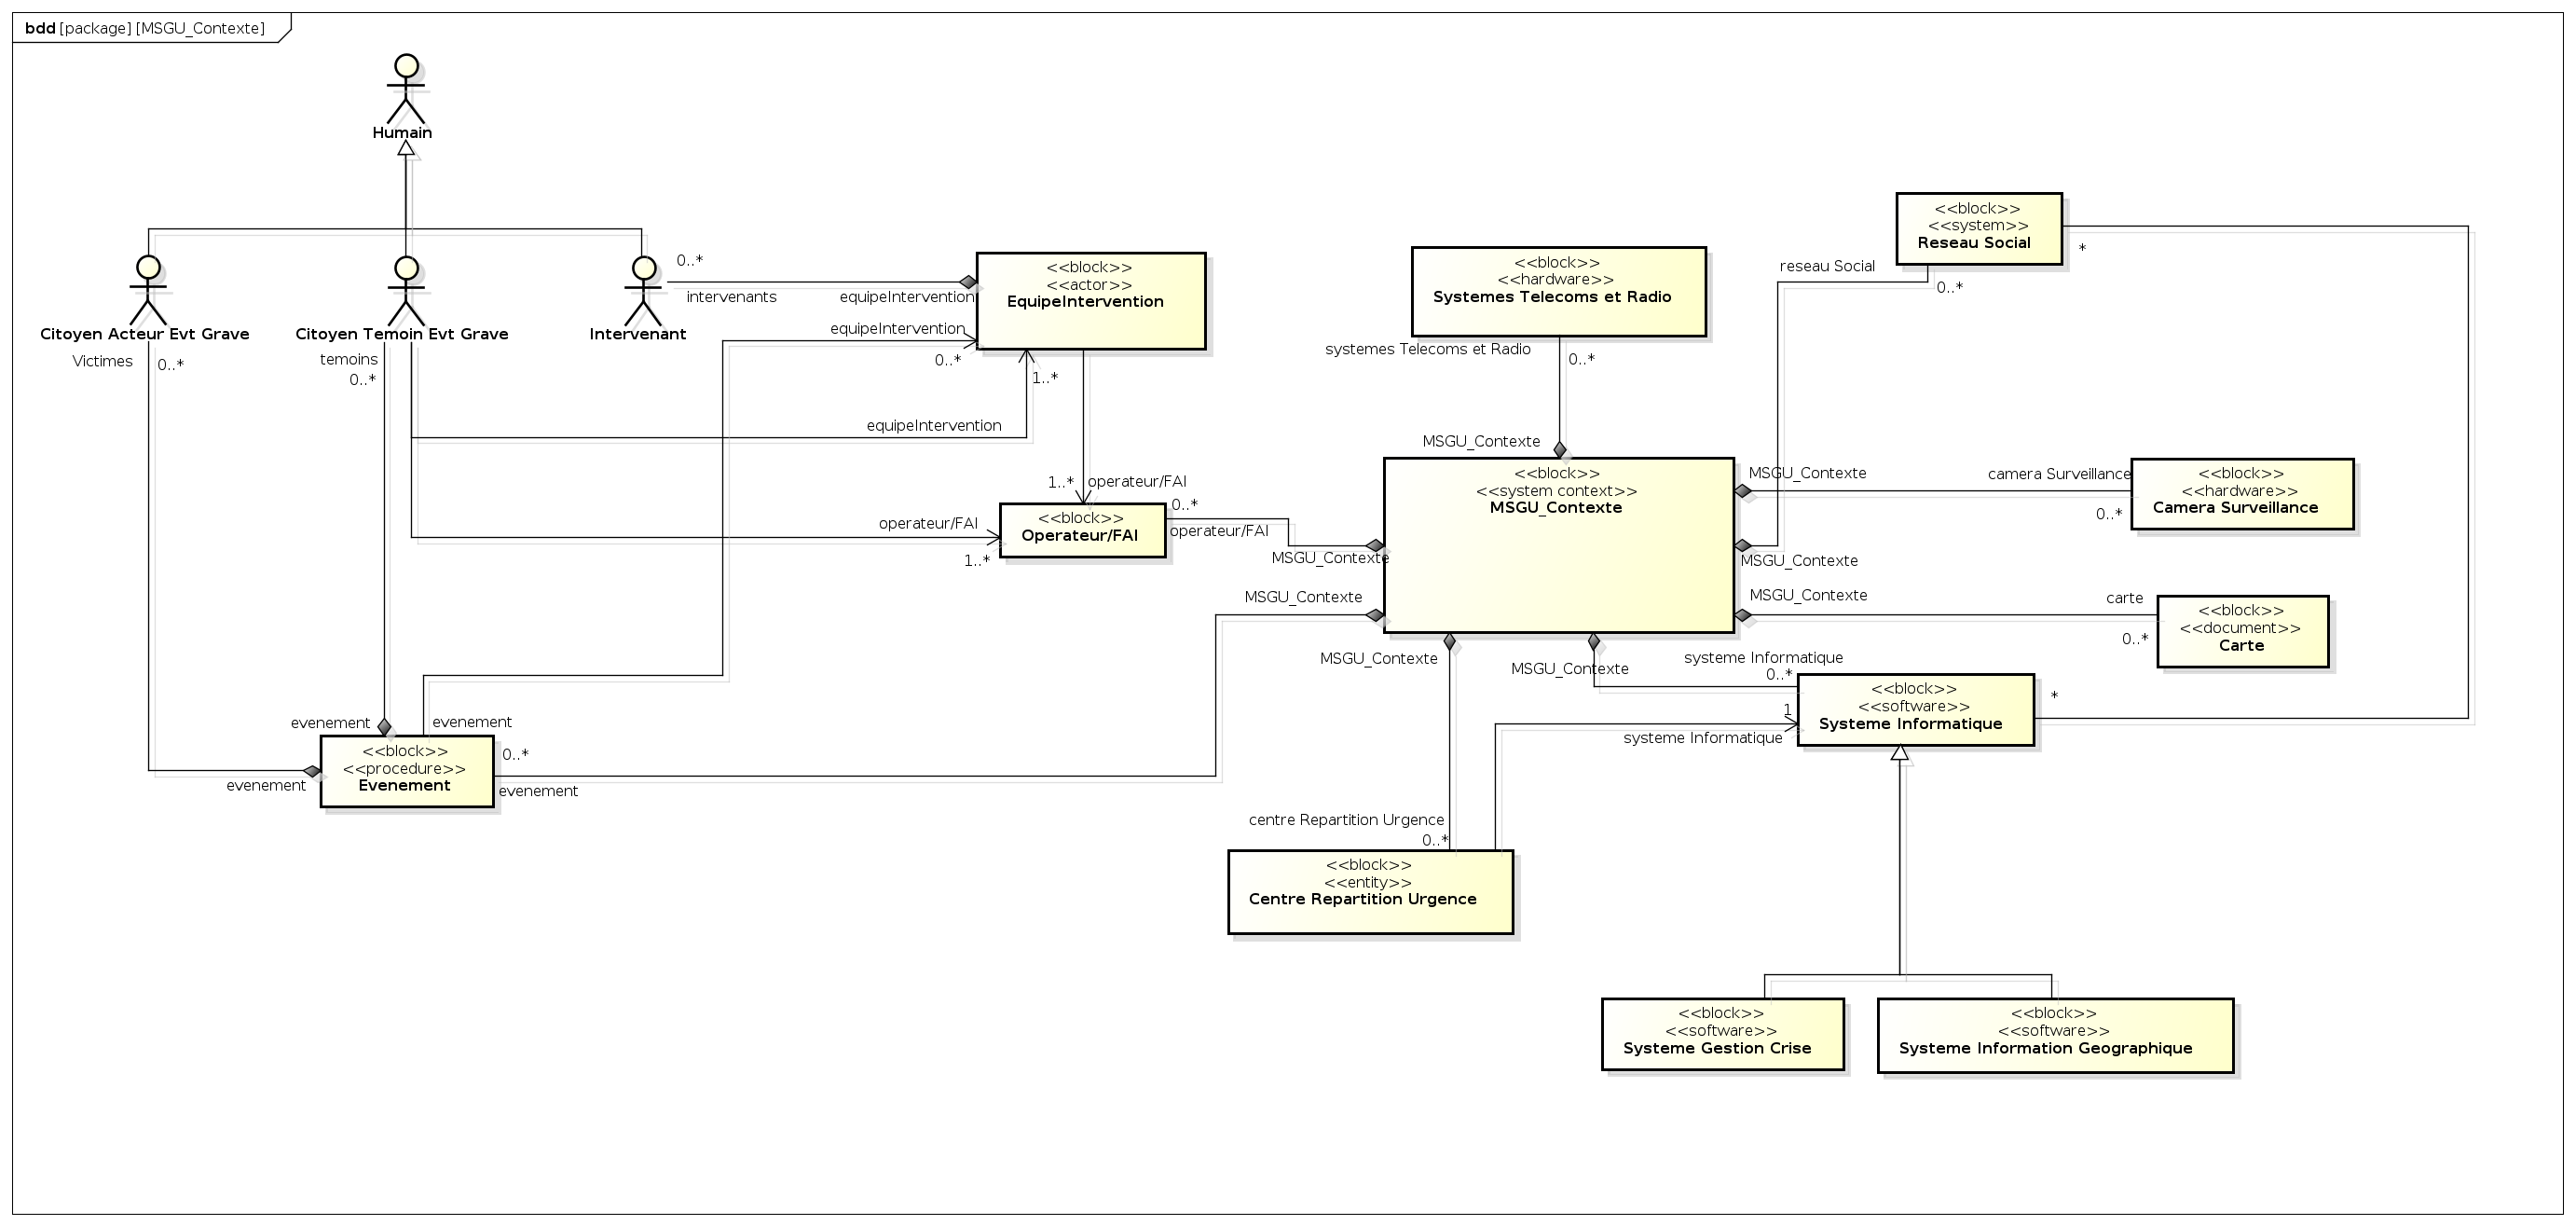 bdd [package] [MSGU_Contexte]
Humain
Citoyen Acteur Evt Grave
Citoyen Temoin Evt Grave
Intervenant
Victimes
0..*
temoins
0..*
0..*
intervenants
equipeIntervention
<<block>>
<<actor>>
EquipeIntervention
equipeIntervention
0..*
1..*
equipeIntervention
1..*
operateur/FAI
<<block>>
Operateur/FAI
operateur/FAI
1..*
0..*
operateur/FAI
MSGU_Contexte
<<block>>
<<hardware>>
Systemes Telecoms et Radio
systemes Telecoms et Radio
0..*
MSGU_Contexte
<<block>>
<<system>>
Reseau Social
*
reseau Social
0..*
<<block>>
<<system context>>
MSGU_Contexte
MSGU_Contexte
camera Surveillance
0..*
<<block>>
<<hardware>>
Camera Surveillance
MSGU_Contexte
MSGU_Contexte
carte
0..*
<<block>>
<<document>>
Carte
MSGU_Contexte
MSGU_Contexte
MSGU_Contexte
systeme Informatique
0..*
<<block>>
<<software>>
Systeme Informatique
*
1
systeme Informatique
evenement
evenement
evenement
<<block>>
<<procedure>>
Evenement
0..*
evenement
centre Repartition Urgence
0..*
<<block>>
<<entity>>
Centre Repartition Urgence
<<block>>
<<software>>
Systeme Gestion Crise
<<block>>
<<software>>
Systeme Information Geographique